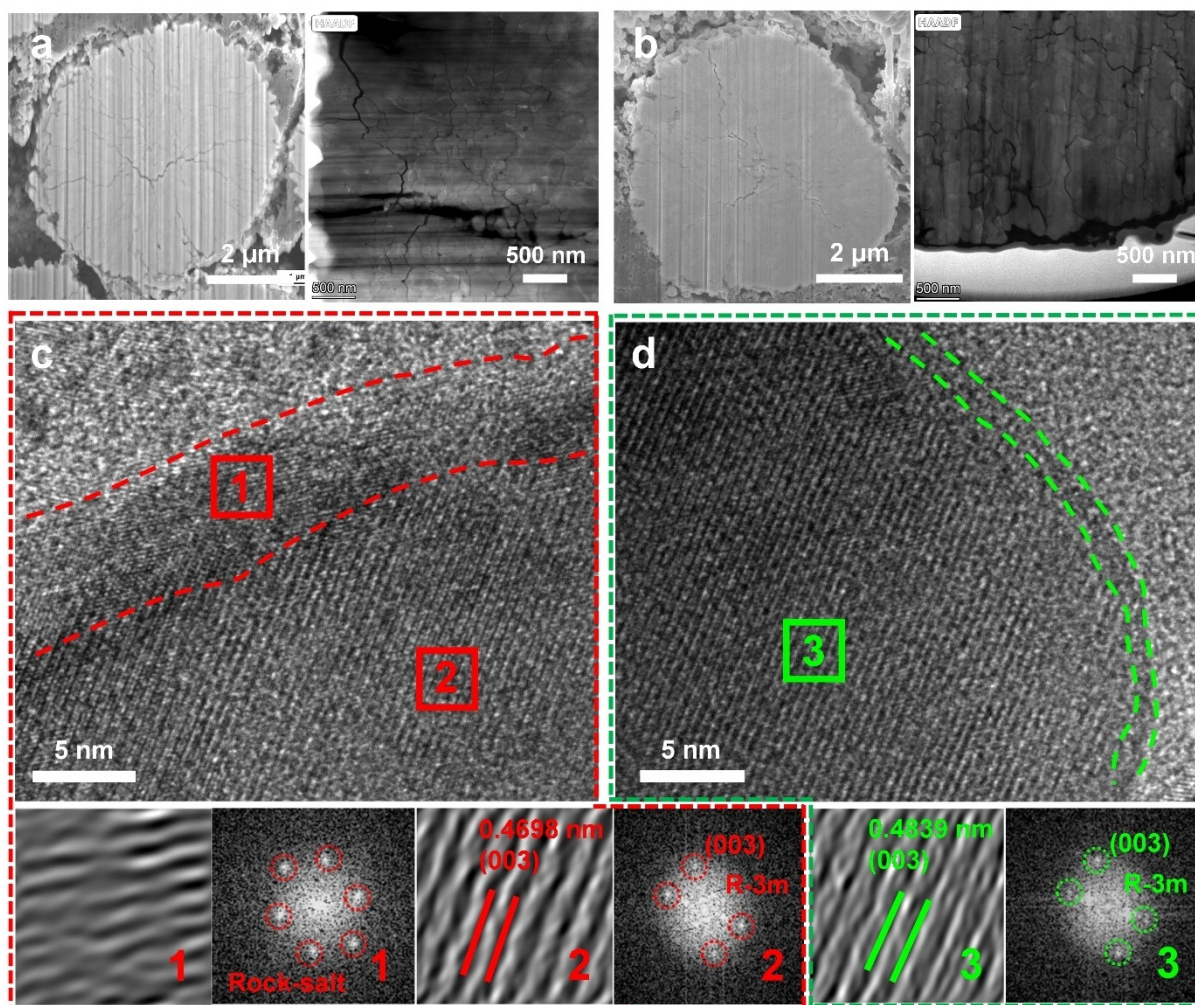 a
HAADF
b
HAADF
2 μm
500 nm
500 nm
2 μm
500 nm
500 nm
c
d
1
2
3
5 nm
5 nm
0.4698 nm
(003)
(003)
R-3m
0.4839 nm
(003)
(003)
R-3m
1
Rock-salt
1
2
2
3
3